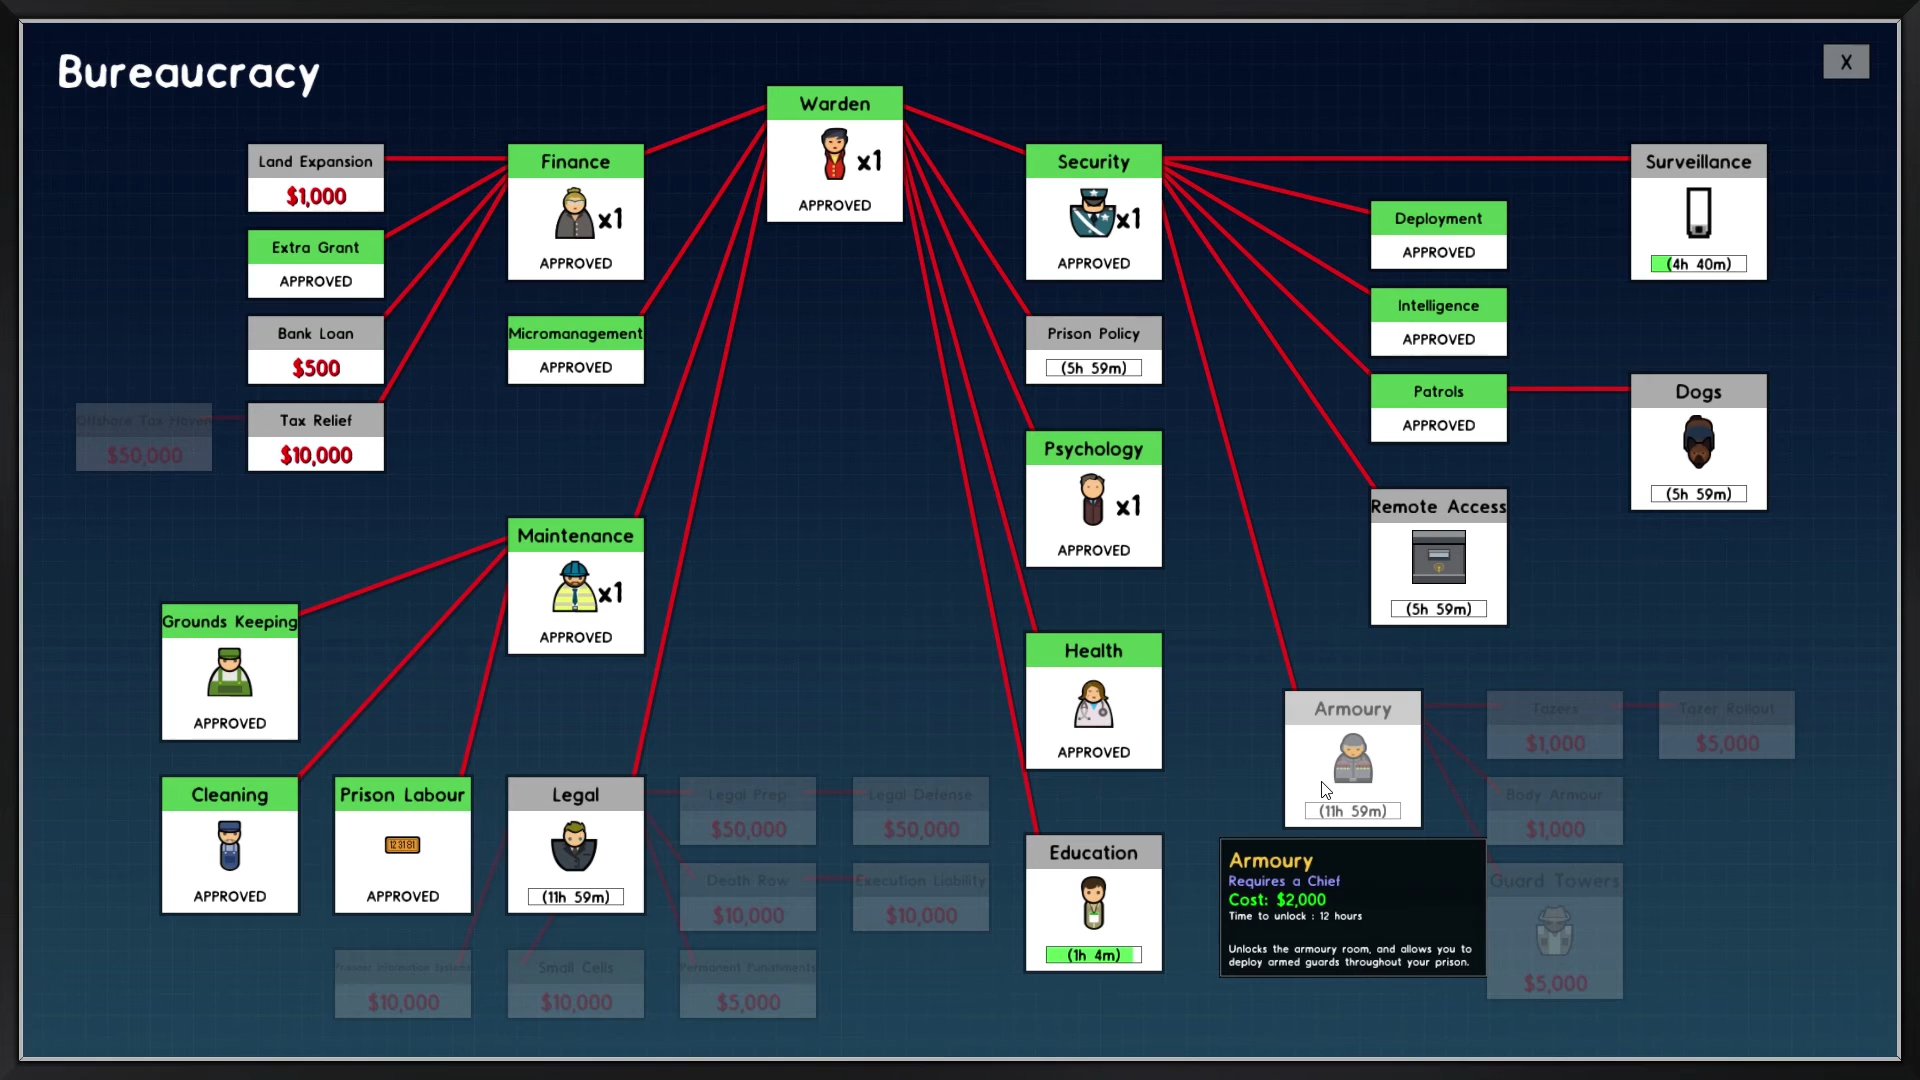 Bureaucracy
X
Warden
x1
APPROVED
Land Expansion
$1,000
Finance
x1
APPROVED
Security
x1
APPROVED
Surveillance
(4h 40m)
Extra Grant
APPROVED
Deployment
APPROVED
Bank Loan
$500
Micromanagement
APPROVED
Prison Policy
(5h 59m)
Intelligence
APPROVED
Offshore Tax Haven
$50,000
Tax Relief
$10,000
Patrols
APPROVED
Dogs
(5h 59m)
Psychology
x1
APPROVED
Remote Access
(5h 59m)
Maintenance
x1
APPROVED
Grounds Keeping
APPROVED
Health
APPROVED
Armoury
(11h 59m)
Tazers
$1,000
Tazer Rollout
$5,000
Cleaning
APPROVED
Prison Labour
123181
APPROVED
Legal
(11h 59m)
Legal Prep
$50,000
Legal Defense
$50,000
Body Armour
$1,000
Death Row
$10,000
Execution Liability
$10,000
Education
(1h 4m)
Armoury
Requires a Chief
Cost: $2,000
Time to unlock : 12 hours
Unlocks the armoury room, and allows you to
deploy armed guards throughout your prison.
Guard Towers
$5,000
Prisoner Information Systems
$10,000
Small Cells
$10,000
Permanent Punishments
$5,000